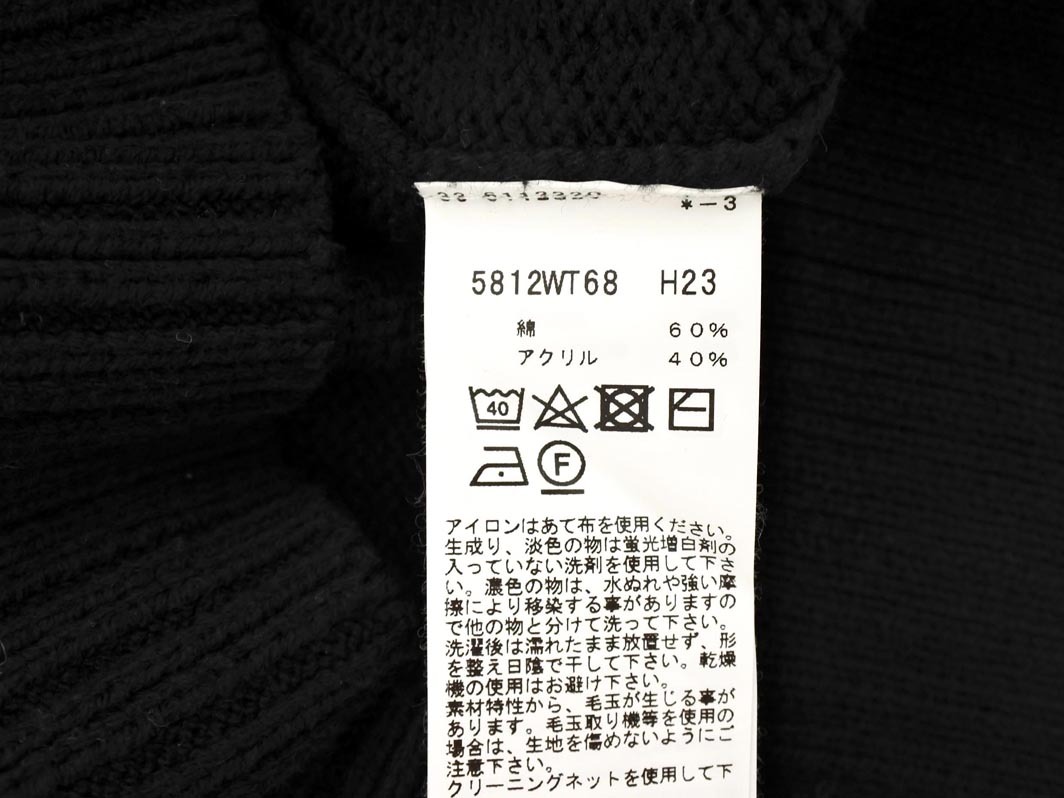 *-3
5812WT68 H23
綿 60%
アクリル 40%
40
F
アイロンはあて布を使用ください。
生成り、淡色の物は蛍光増白剤の
入っていない洗剤を使用して下さ
い。濃色の物は、水ぬれや強い摩
擦により移染する事がありますの
で他の物と分けて洗って下さい。
洗濯後は濡れたまま放置せず、形
を整え日陰で干して下さい。乾燥
機の使用はお避け下さい。
素材特性から、毛玉が生じる事が
あります。毛玉取り機等を使用の
場合は、生地を傷めないようにご
注意下さい。
クリーニングネットを使用して下